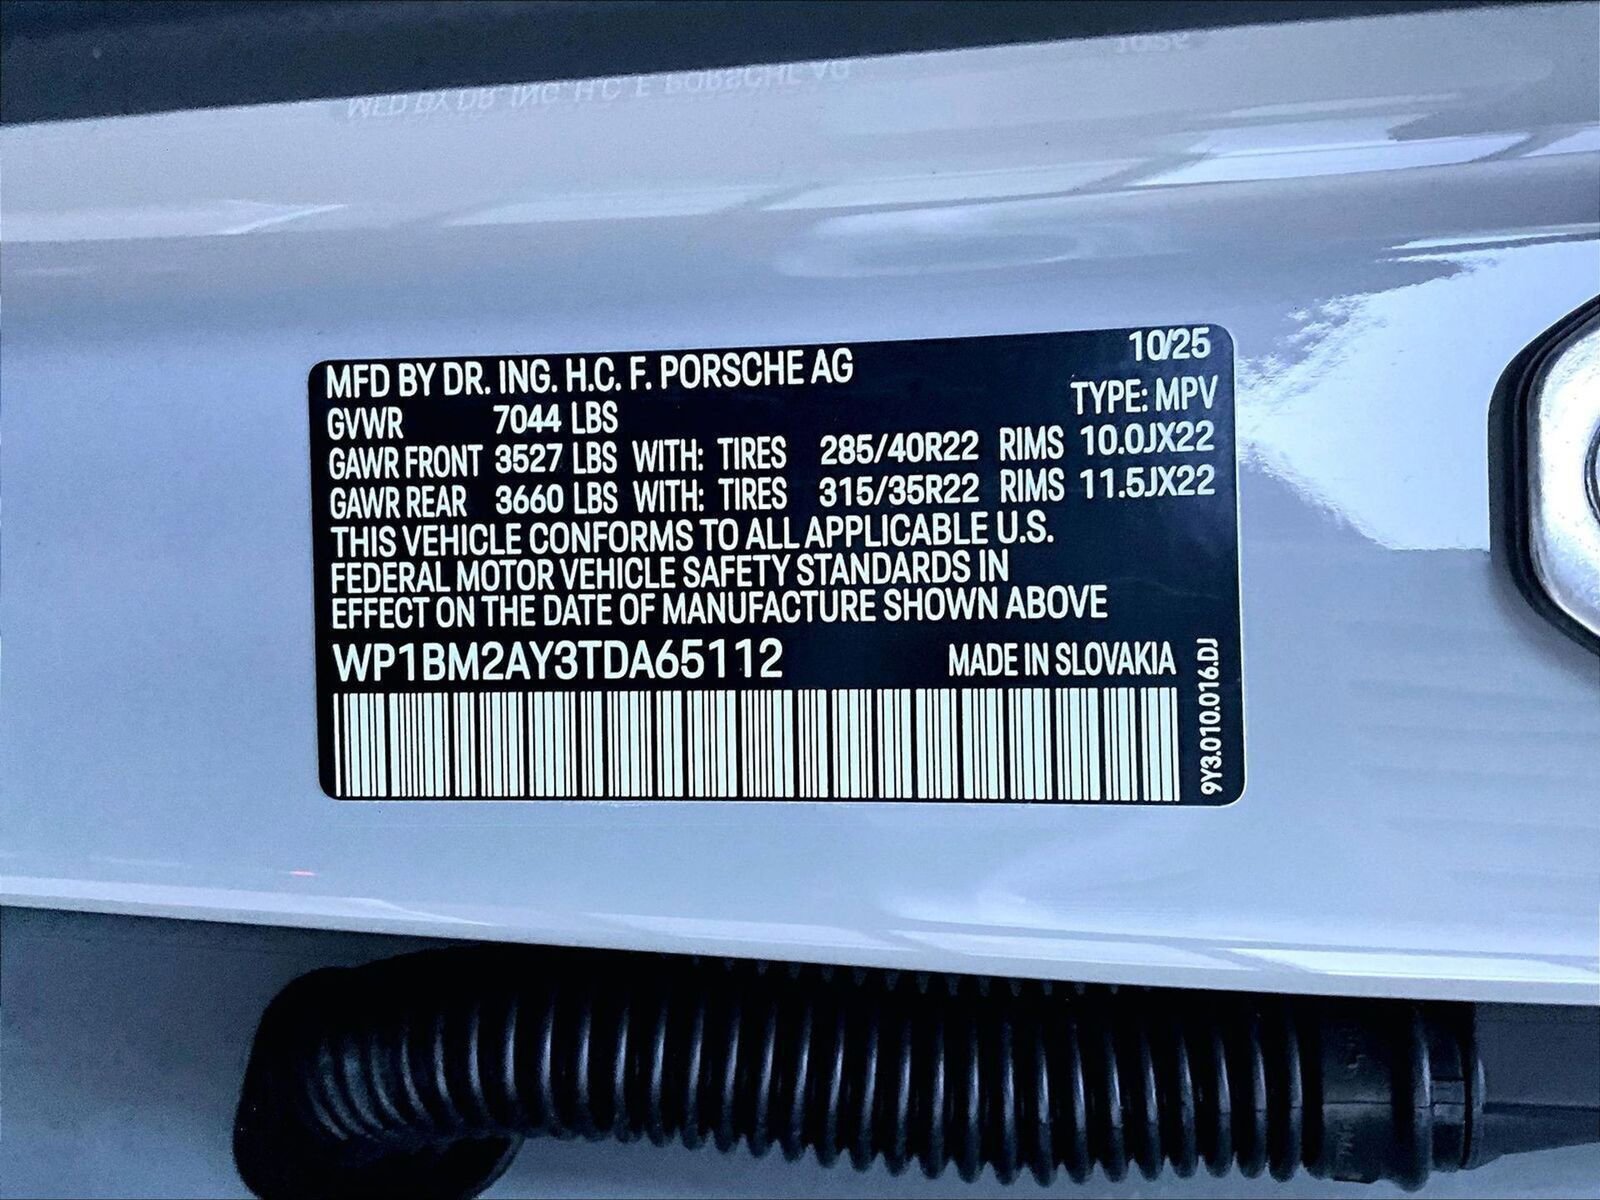 MFD BY DR. ING. H.C. F. PORSCHE AG 10/25
GVWR 7044 LBS TYPE: MPV
GAWR FRONT 3527 LBS WITH: TIRES 285/40R22 RIMS 10.0JX22
GAWR REAR 3660 LBS WITH: TIRES 315/35R22 RIMS 11.5JX22
THIS VEHICLE CONFORMS TO ALL APPLICABLE U.S.
FEDERAL MOTOR VEHICLE SAFETY STANDARDS IN
EFFECT ON THE DATE OF MANUFACTURE SHOWN ABOVE
WP1BM2AY3TDA65112 MADE IN SLOVAKIA
9Y3.010.016.DJ